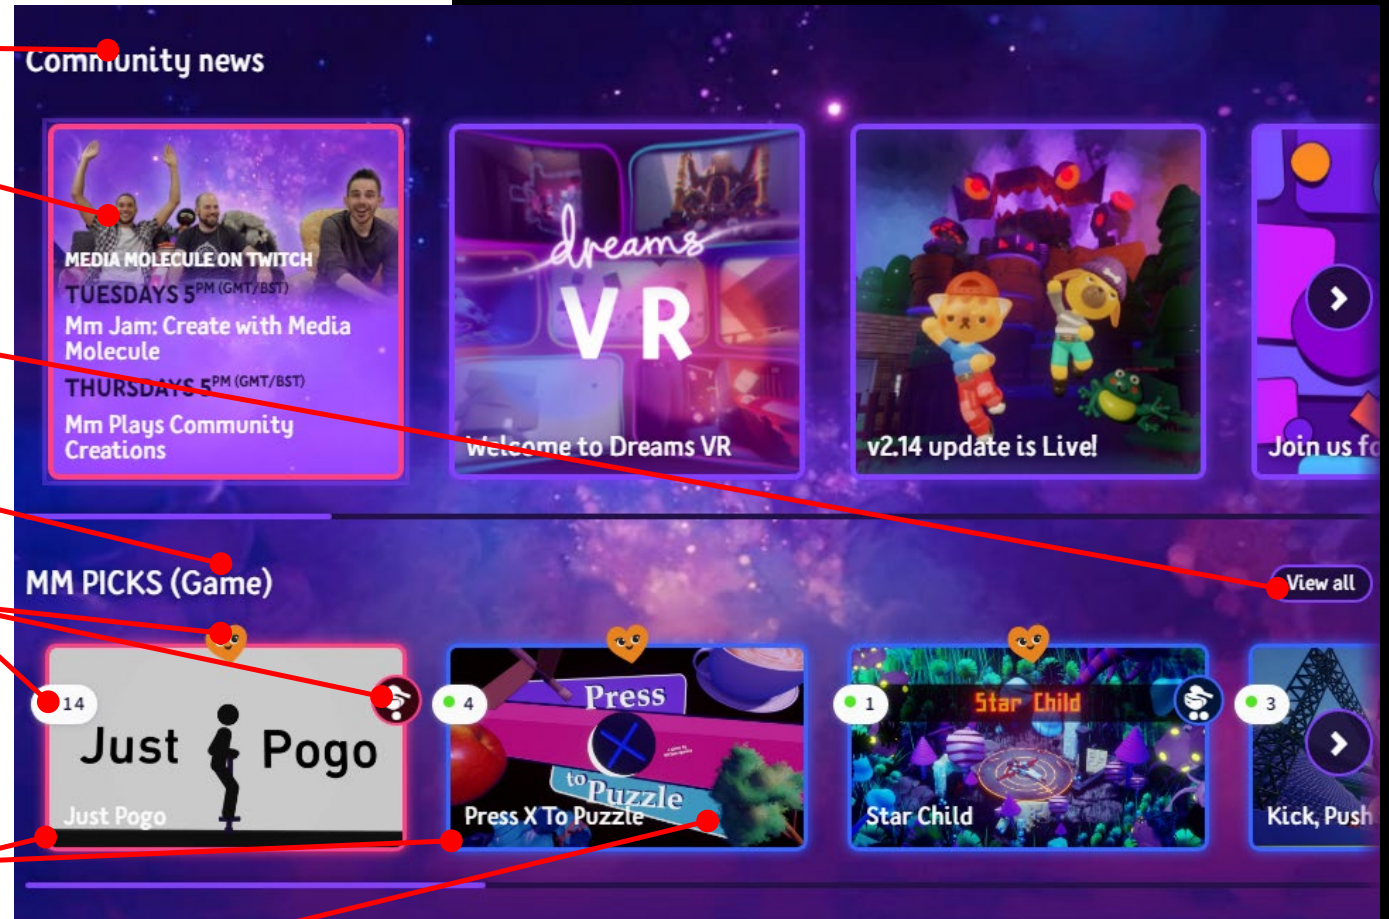 Community news
MEDIA MOLECULE ON TWITCH
TUESDAYS 5PM (GMT/BST)
Mm Jam: Create with Media
Molecule
THURSDAYS 5PM (GMT/BST)
Mm Plays Community
Creations
dreams
VR
Welcome to Dreams VR
v2.14 update is Live!
Join us fo
MM PICKS (Game)
View all
14
Just Pogo
Just Pogo
4
Press
to
Puzzle
Press X To Puzzle
1
Star Child
Star Child
3
Kick, Push